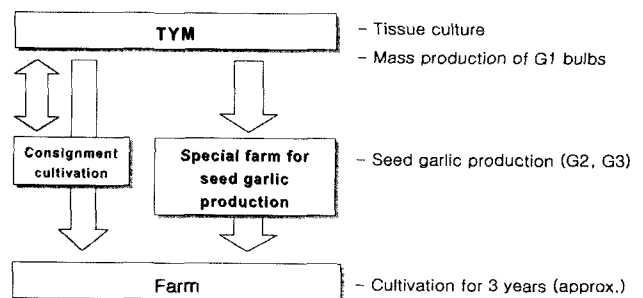 TYM
- Tissue culture
- Mass production of G1 bulbs
Consignment
cultivation
Special farm for
seed garlic
production
- Seed garlic production (G2, G3)
Farm
- Cultivation for 3 years (approx.)